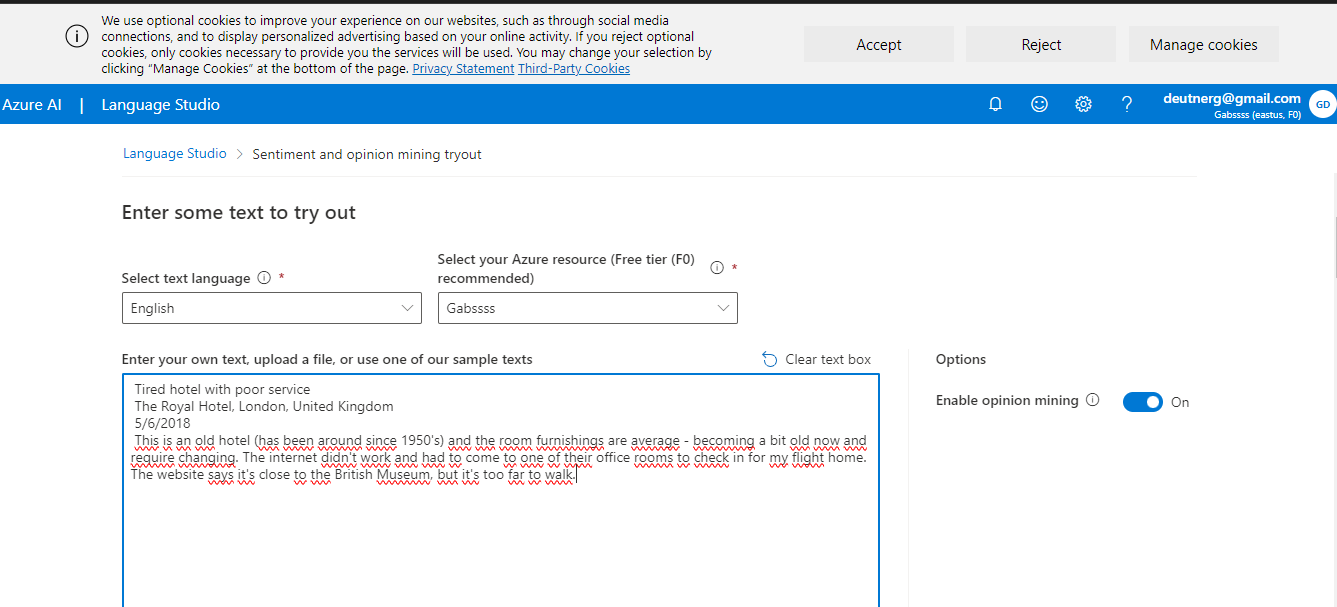 We use optional cookies to improve your experience on our websites, such as through social media
connections, and to display personalized advertising based on your online activity. If you reject optional
cookies, only cookies necessary to provide you the services will be used. You may change your selection by
clicking “Manage Cookies” at the bottom of the page. Privacy Statement Third-Party Cookies
Accept
Reject
Manage cookies
Azure AI | Language Studio
deutnerg@gmail.com
Gabssss (eastus, F0)
GD
Language Studio > Sentiment and opinion mining tryout
Enter some text to try out
Select text language *
English
Select your Azure resource (Free tier (F0)
recommended) *
Gabssss
Enter your own text, upload a file, or use one of our sample texts
Clear text box
Tired hotel with poor service
The Royal Hotel, London, United Kingdom
5/6/2018
This is an old hotel (has been around since 1950's) and the room furnishings are average - becoming a bit old now and
require changing. The internet didn't work and had to come to one of their office rooms to check in for my flight home.
The website says it's close to the British Museum, but it's too far to walk.
Options
Enable opinion mining
On